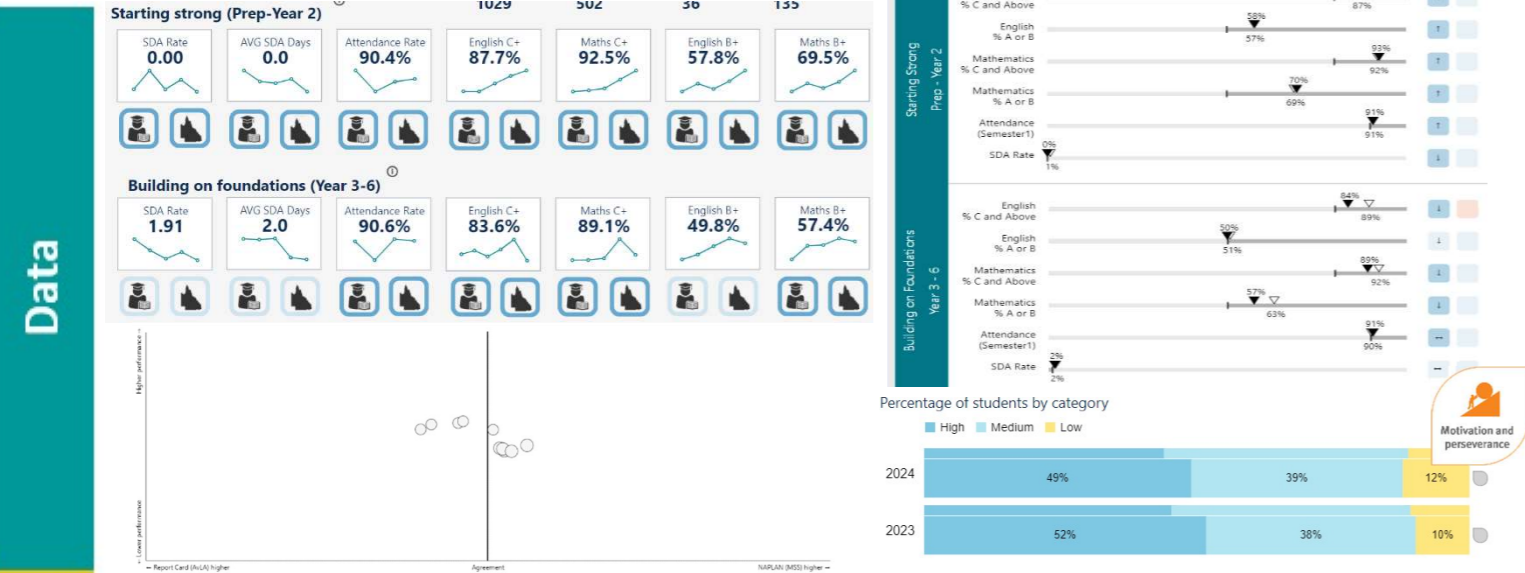 Data
1029 502 36 135
Starting strong (Prep-Year 2)
SDA Rate
0.00
AVG SDA Days
0.0
Attendance Rate
90.4%
English C+
87.7%
Maths C+
92.5%
English B+
57.8%
Maths B+
69.5%
Building on foundations (Year 3-6)
SDA Rate
1.91
AVG SDA Days
2.0
Attendance Rate
90.6%
English C+
83.6%
Maths C+
89.1%
English B+
49.8%
Maths B+
57.4%
Higher performance →
← Lower performance
← Report Card (AvLA) higher
Agreement
NAPLAN (MSS) higher →
Starting Strong
Prep - Year 2
% C and Above
87%
English
% A or B
58%
57%
Mathematics
% C and Above
93%
92%
Mathematics
% A or B
70%
69%
Attendance
(Semester1)
91%
91%
SDA Rate
0%
1%
Building on Foundations
Year 3 - 6
English
% C and Above
84%
89%
English
% A or B
50%
51%
Mathematics
% C and Above
89%
92%
Mathematics
% A or B
57%
63%
Attendance
(Semester1)
91%
90%
SDA Rate
2%
2%
Percentage of students by category
High Medium Low
2024
49% 39% 12%
2023
52% 38% 10%
Motivation and
perseverance